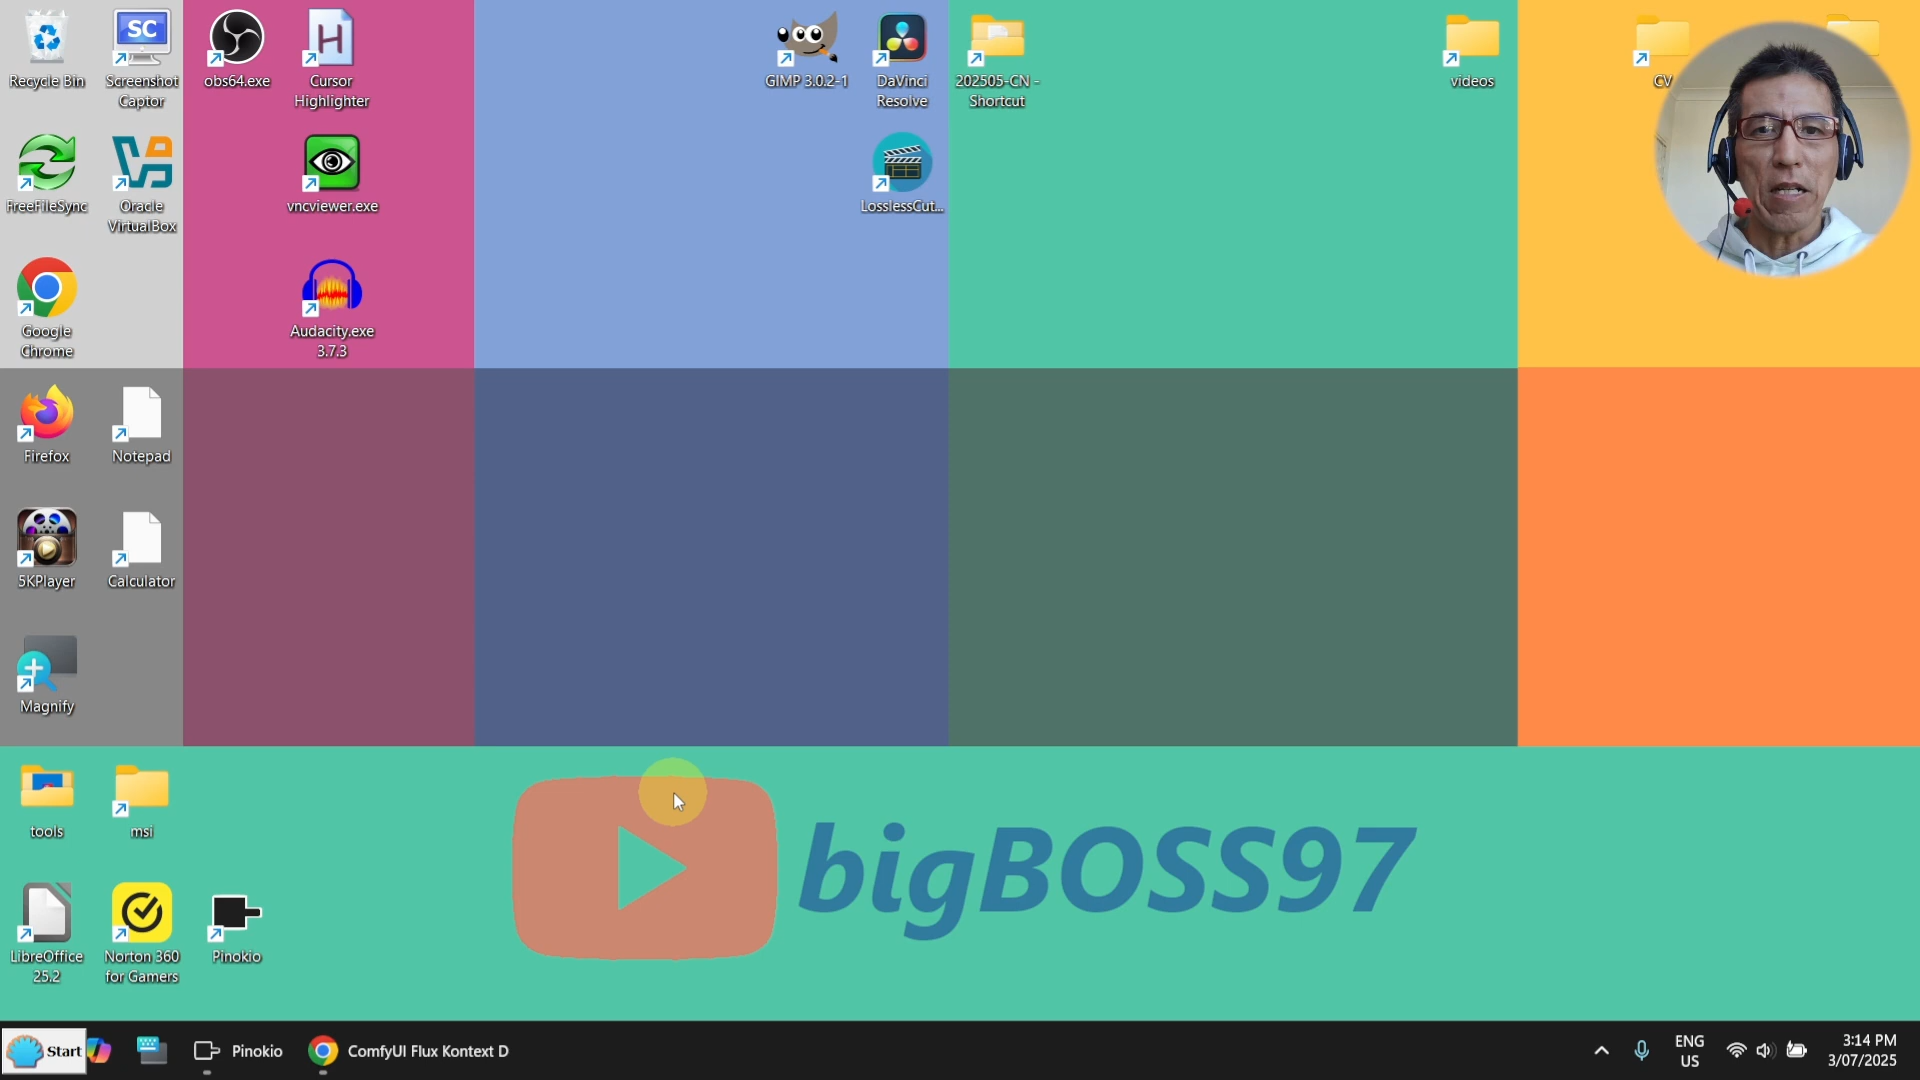 Recycle Bin
Screenshot
Captor
obs64.exe
Cursor
Highlighter
GIMP 3.0.2-1
DaVinci
Resolve
202505-CN -
Shortcut
videos
CV
SC
FreeFileSync
Oracle
VirtualBox
vncviewer.exe
LosslessCut...
Google
Chrome
Audacity.exe
3.7.3
Firefox
Notepad
5KPlayer
Calculator
Magnify
tools
msi
LibreOffice
25.2
Norton 360
for Gamers
Pinokio
bigBOSS97
Start
Pinokio
ComfyUI Flux Kontext D
ENG
US
3:14 PM
3/07/2025